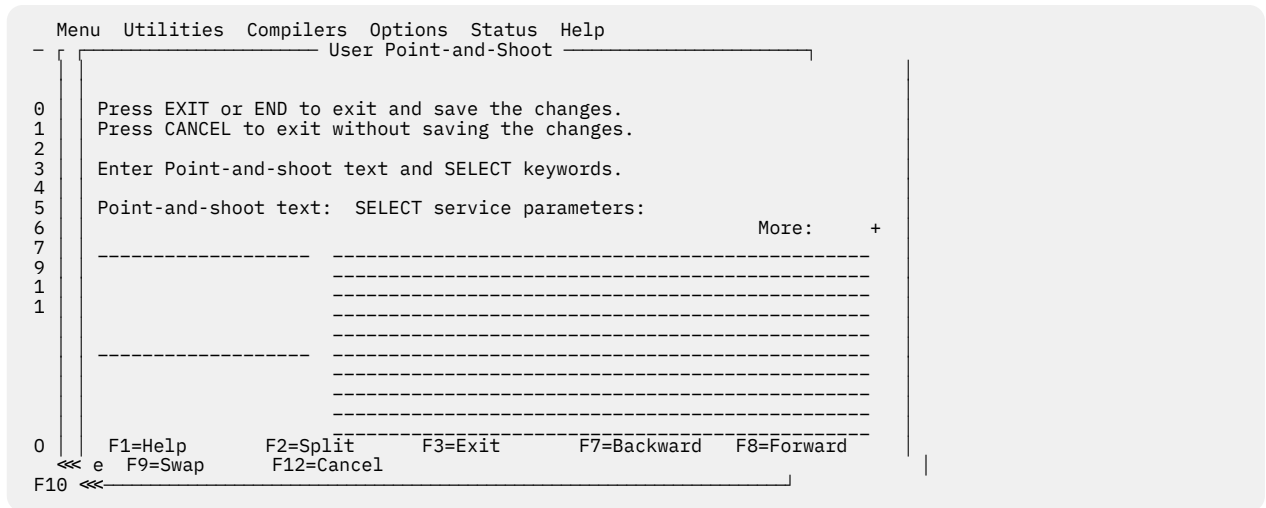 Menu  Utilities  Compilers  Options  Status  Help
User Point-and-Shoot
0 Press EXIT or END to exit and save the changes.
1 Press CANCEL to exit without saving the changes.
2
3 Enter Point-and-shoot text and SELECT keywords.
4
5 Point-and-shoot text:  SELECT service parameters:
6 More:     +
7
9
1
1
O F1=Help       F2=Split      F3=Exit       F7=Backward   F8=Forward
⋘ e  F9=Swap      F12=Cancel
F10 ⋘